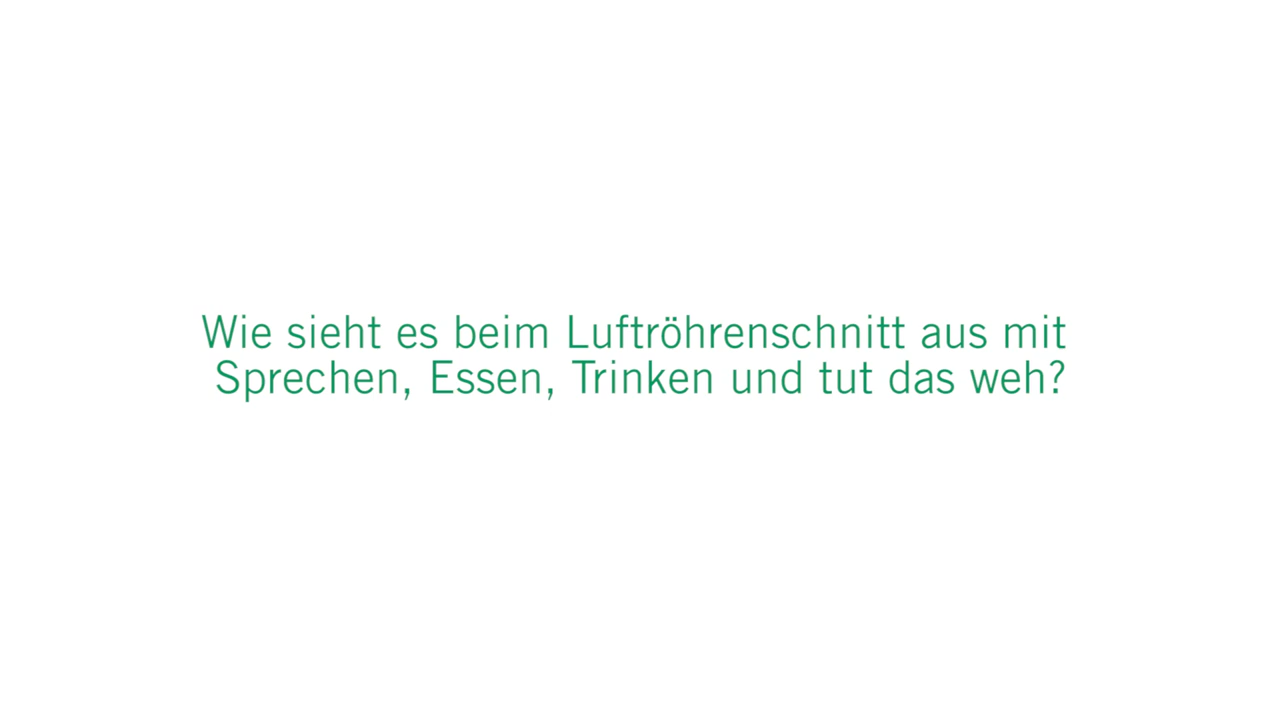 Wie sieht es beim Luftröhrenschnitt aus mit
Sprechen, Essen, Trinken und tut das weh?